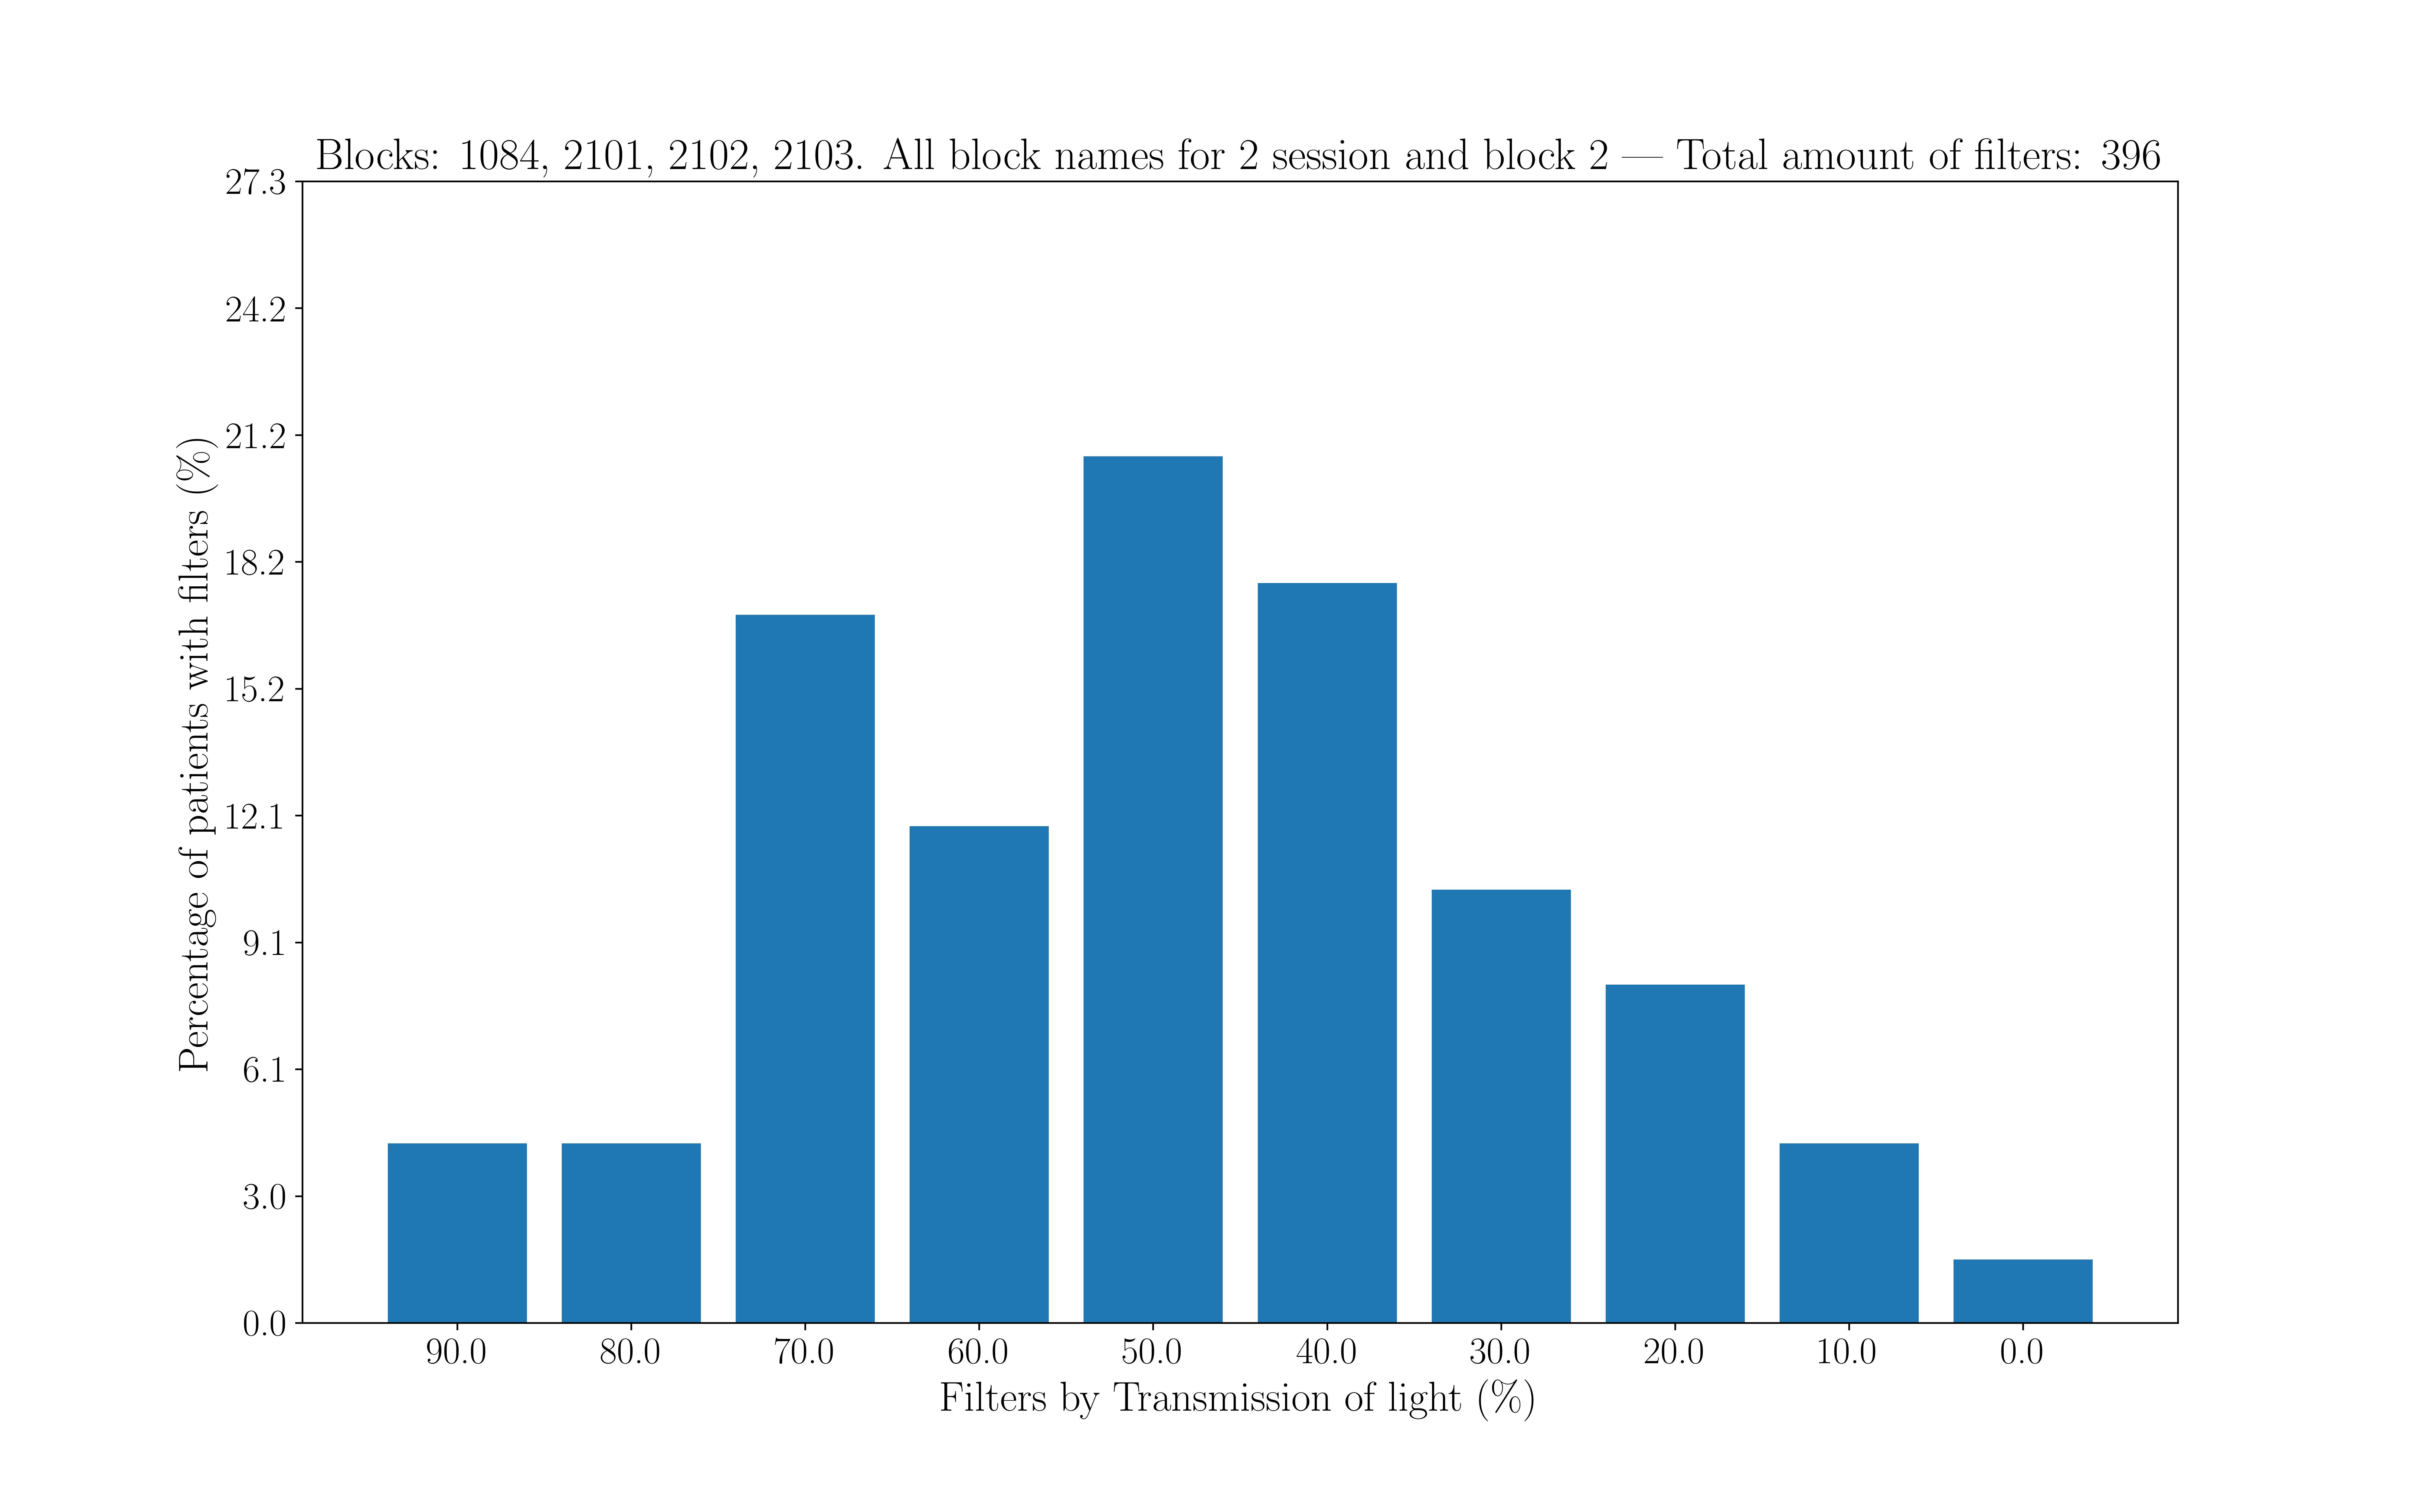 Blocks: 1084, 2101, 2102, 2103. All block names for 2 session and block 2 — Total amount of filters: 396
27.3
24.2
21.2
18.2
15.2
12.1
9.1
6.1
3.0
0.0
Percentage of patients with filters (%)
90.0 80.0 70.0 60.0 50.0 40.0 30.0 20.0 10.0 0.0
Filters by Transmission of light (%)